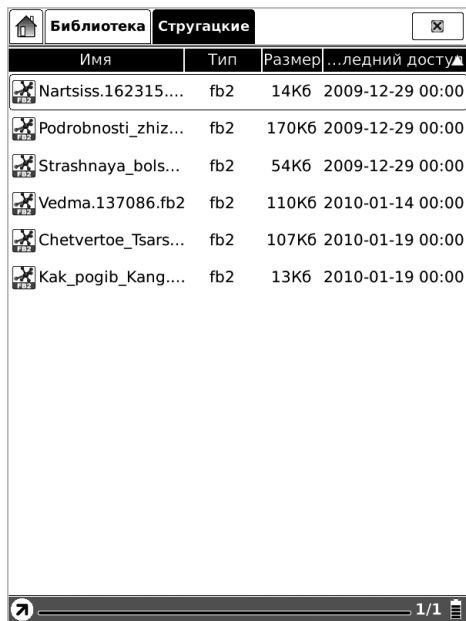 Библиотека Стругацкие
Имя Тип Размер ...ледний досту
Nartsiss.162315.... fb2 14Кб 2009-12-29 00:00
Podrobnosti_zhiz... fb2 170Кб 2009-12-29 00:00
Strashnaya_bols... fb2 54Кб 2009-12-29 00:00
Vedma.137086.fb2 fb2 110Кб 2010-01-14 00:00
Chetvertoe_Tsars... fb2 107Кб 2010-01-19 00:00
Kak_pogib_Kang.... fb2 13Кб 2010-01-19 00:00
1/1